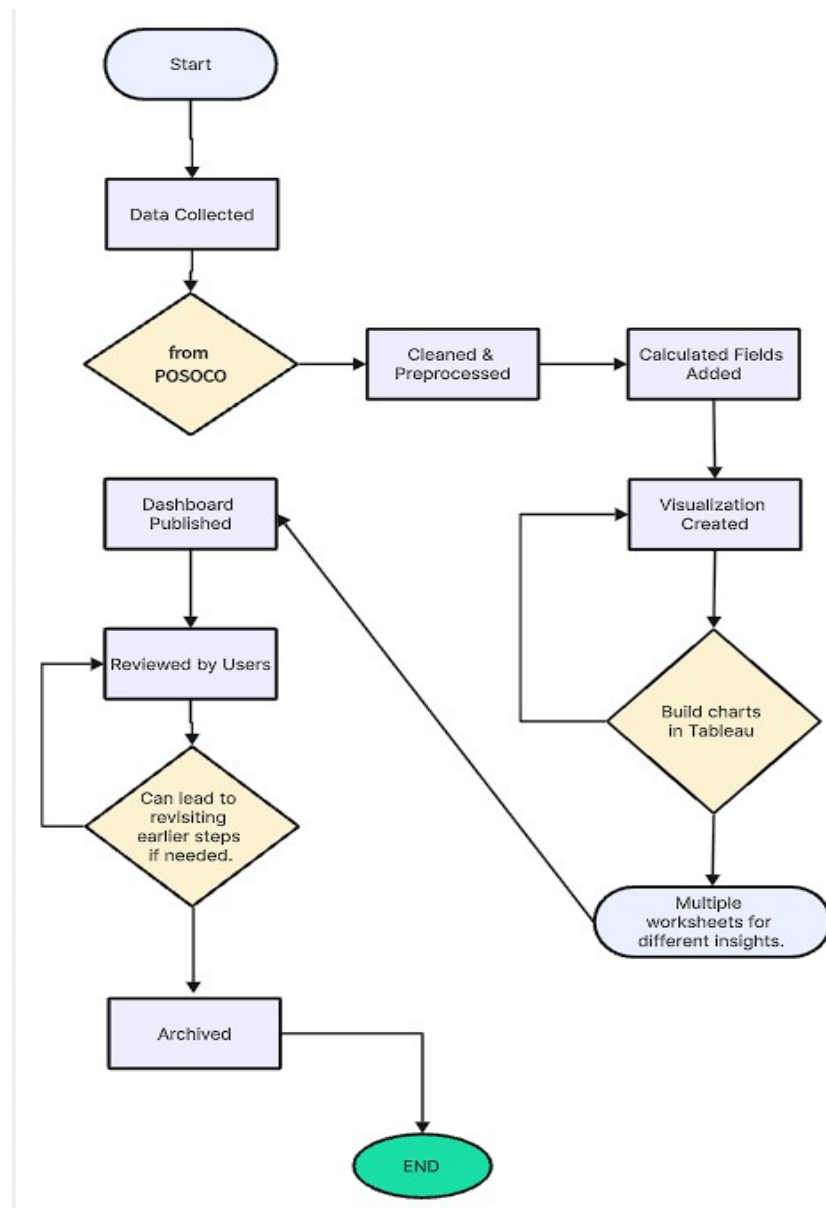 Start
Data Collected
from
POSOCO
Cleaned &
Preprocessed
Calculated Fields
Added
Visualization
Created
Build charts
in Tableau
Multiple
worksheets for
different insights.
Dashboard
Published
Reviewed by Users
Can lead to
revisiting
earlier steps
if needed.
Archived
END